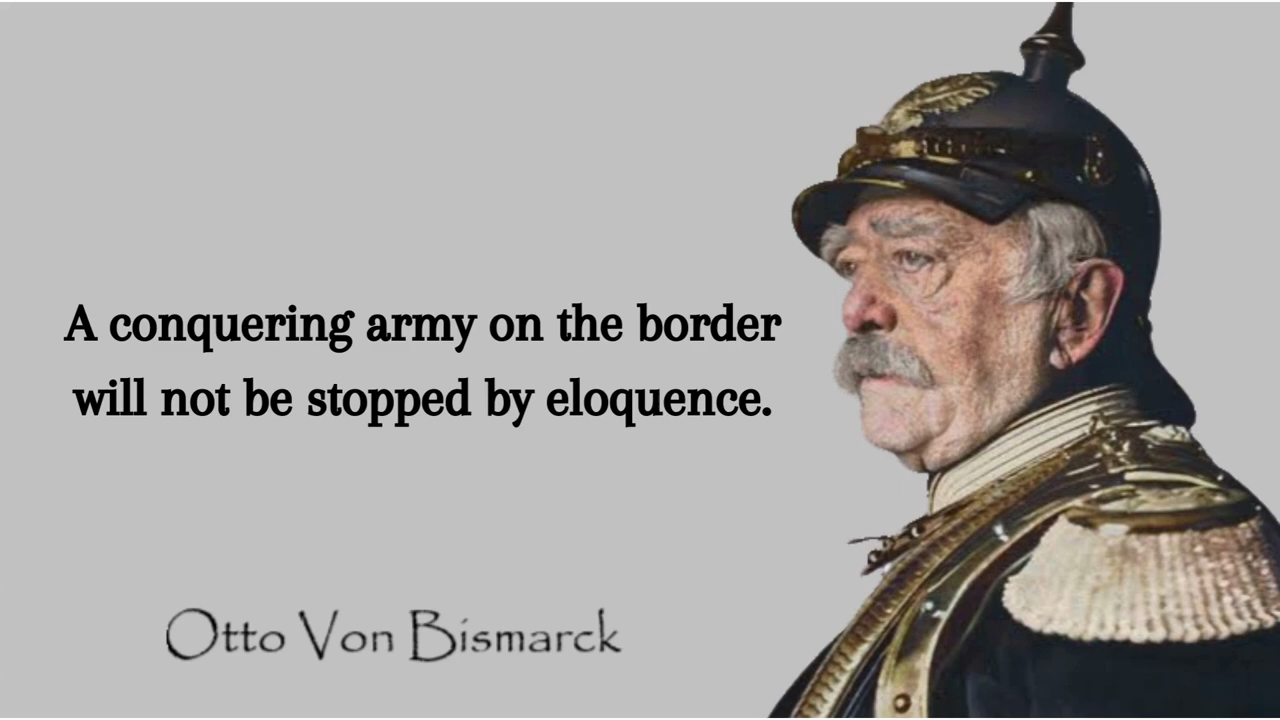 A conquering army on the border
will not be stopped by eloquence.
Otto Von Bismarck